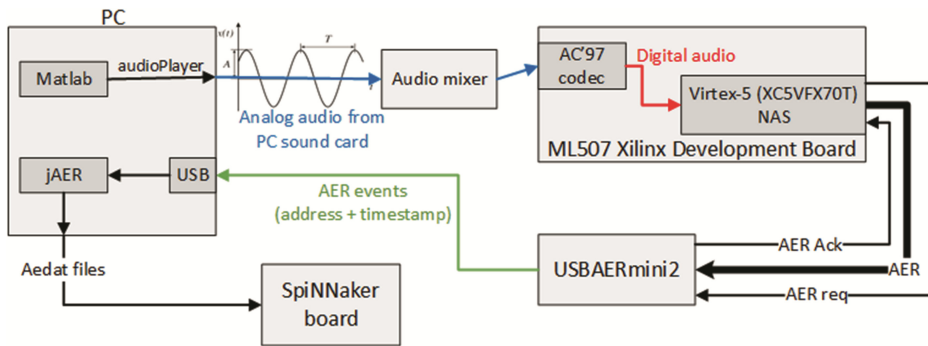 PC
Matlab
audioPlayer
x(t)
A
T
t
Analog audio from
PC sound card
Audio mixer
AC'97
codec
Digital audio
Virtex-5 (XC5VFX70T)
NAS
ML507 Xilinx Development Board
jAER
USB
AER events
(address + timestamp)
USBAERmini2
AER Ack
AER
AER req
Aedat files
SpiNNaker
board